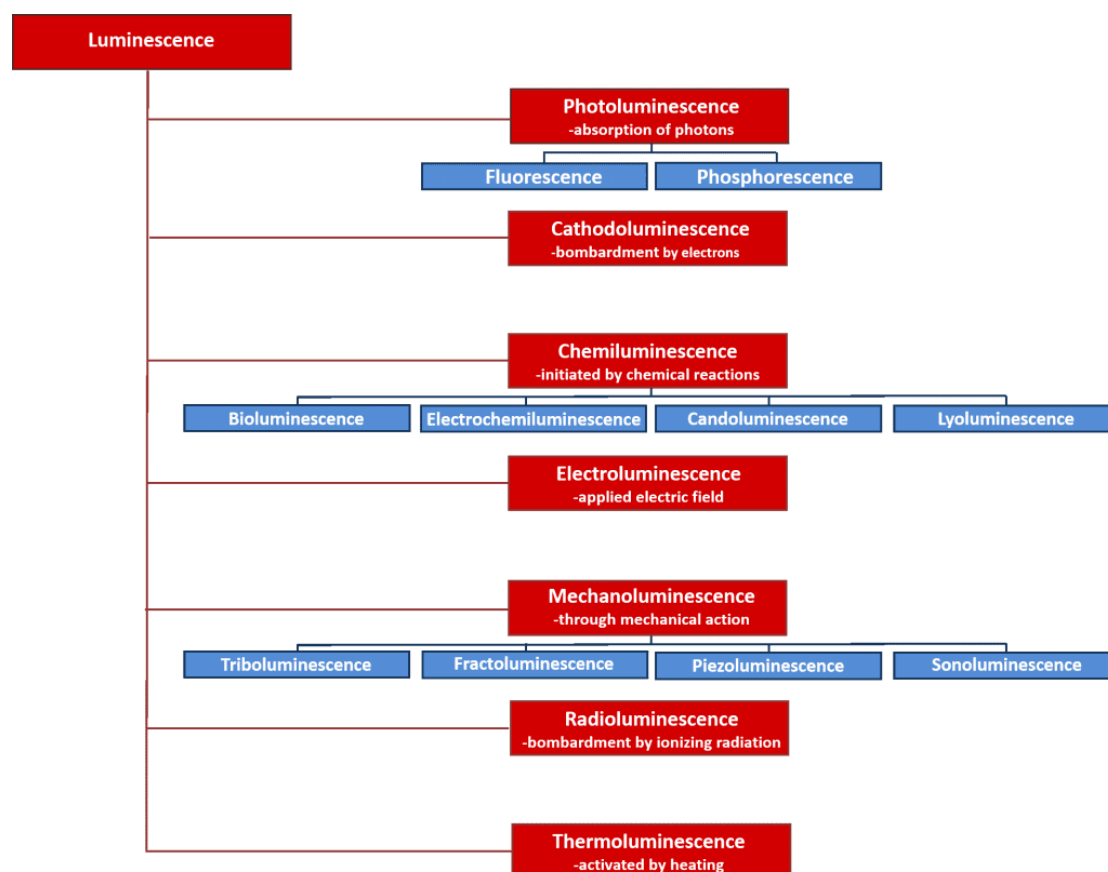 Luminescence
Photoluminescence
-absorption of photons
Fluorescence
Phosphorescence
Cathodoluminescence
-bombardment by electrons
Chemiluminescence
-initiated by chemical reactions
Bioluminescence
Electrochemiluminescence
Candoluminescence
Lyoluminescence
Electroluminescence
-applied electric field
Mechanoluminescence
-through mechanical action
Triboluminescence
Fractoluminescence
Piezoluminescence
Sonoluminescence
Radioluminescence
-bombardment by ionizing radiation
Thermoluminescence
-activated by heating